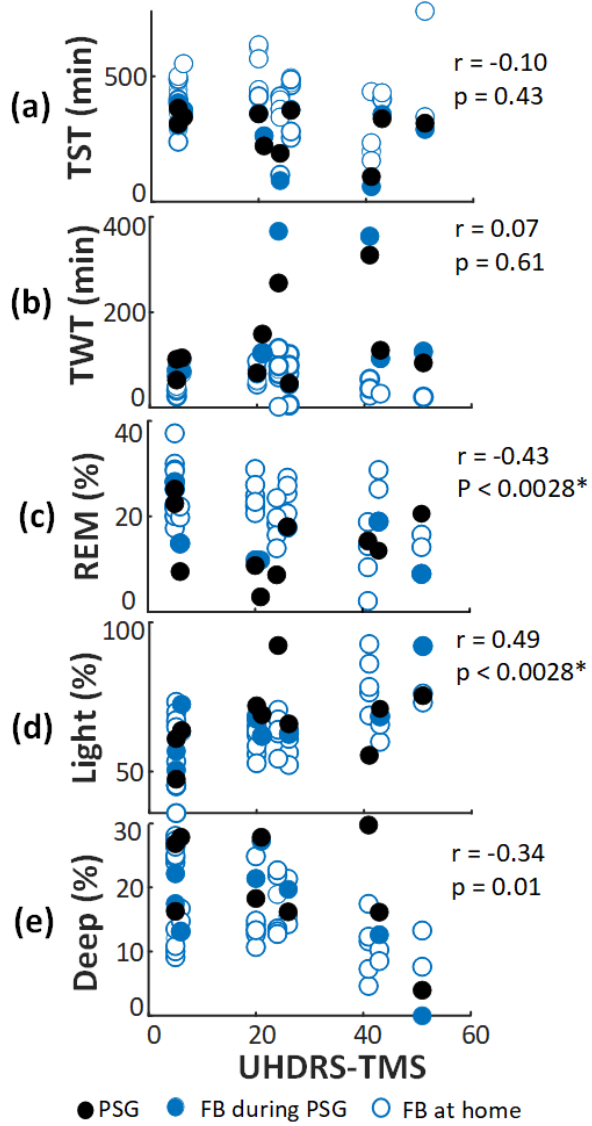 (a)
TST (min)
500
0
r = -0.10
p = 0.43
(b)
TWT (min)
400
200
0
r = 0.07
p = 0.61
(c)
REM (%)
40
20
0
r = -0.43
P < 0.0028*
(d)
Light (%)
100
50
r = 0.49
p < 0.0028*
(e)
Deep (%)
30
20
10
0
r = -0.34
p = 0.01
0 20 40 60
UHDRS-TMS
PSG FB during PSG FB at home